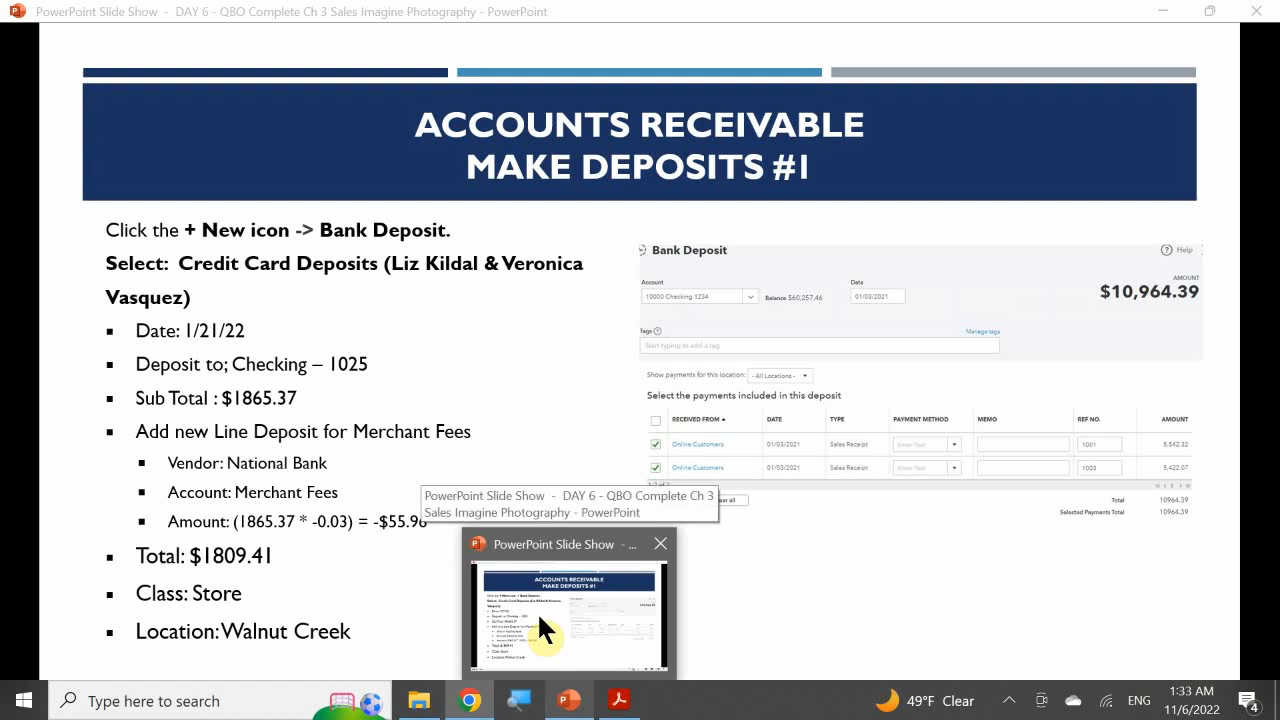 PowerPoint Slide Show - DAY 6 - QBO Complete Ch 3 Sales Imagine Photography - PowerPoint
ACCOUNTS RECEIVABLE
MAKE DEPOSITS #1
Click the + New icon -> Bank Deposit.
Select: Credit Card Deposits (Liz Kildal & Veronica
Vasquez)
Date: 1/21/22
Deposit to; Checking – 1025
Sub Total : $1865.37
Add new Line Deposit for Merchant Fees
Vendor: National Bank
Account: Merchant Fees
Amount: (1865.37 * -0.03) = -$55.96
Total: $1809.41
Class: Store
Location: Walnut Creek
Bank Deposit
Help
Account
Date
AMOUNT
10000 Checking 1234
Balance $60,257.46
01/03/2021
$10,964.39
Tags
Manage tags
Start typing to add a tag
Show payments for this location: - All Locations -
Select the payments included in this deposit
RECEIVED FROM DATE TYPE PAYMENT METHOD MEMO REF NO. AMOUNT
Online Customers 01/03/2021 Sales Receipt Enter Text 1001 5,542.32
Online Customers 01/03/2021 Sales Receipt Enter Text 1003 5,422.07
Total 10964.39
Selected Payments Total 10964.39
PowerPoint Slide Show - DAY 6 - QBO Complete Ch 3
Sales Imagine Photography - PowerPoint
PowerPoint Slide Show - ...
ACCOUNTS RECEIVABLE
MAKE DEPOSITS #1
Type here to search
49°F Clear
ENG
1:33 AM
11/6/2022
4